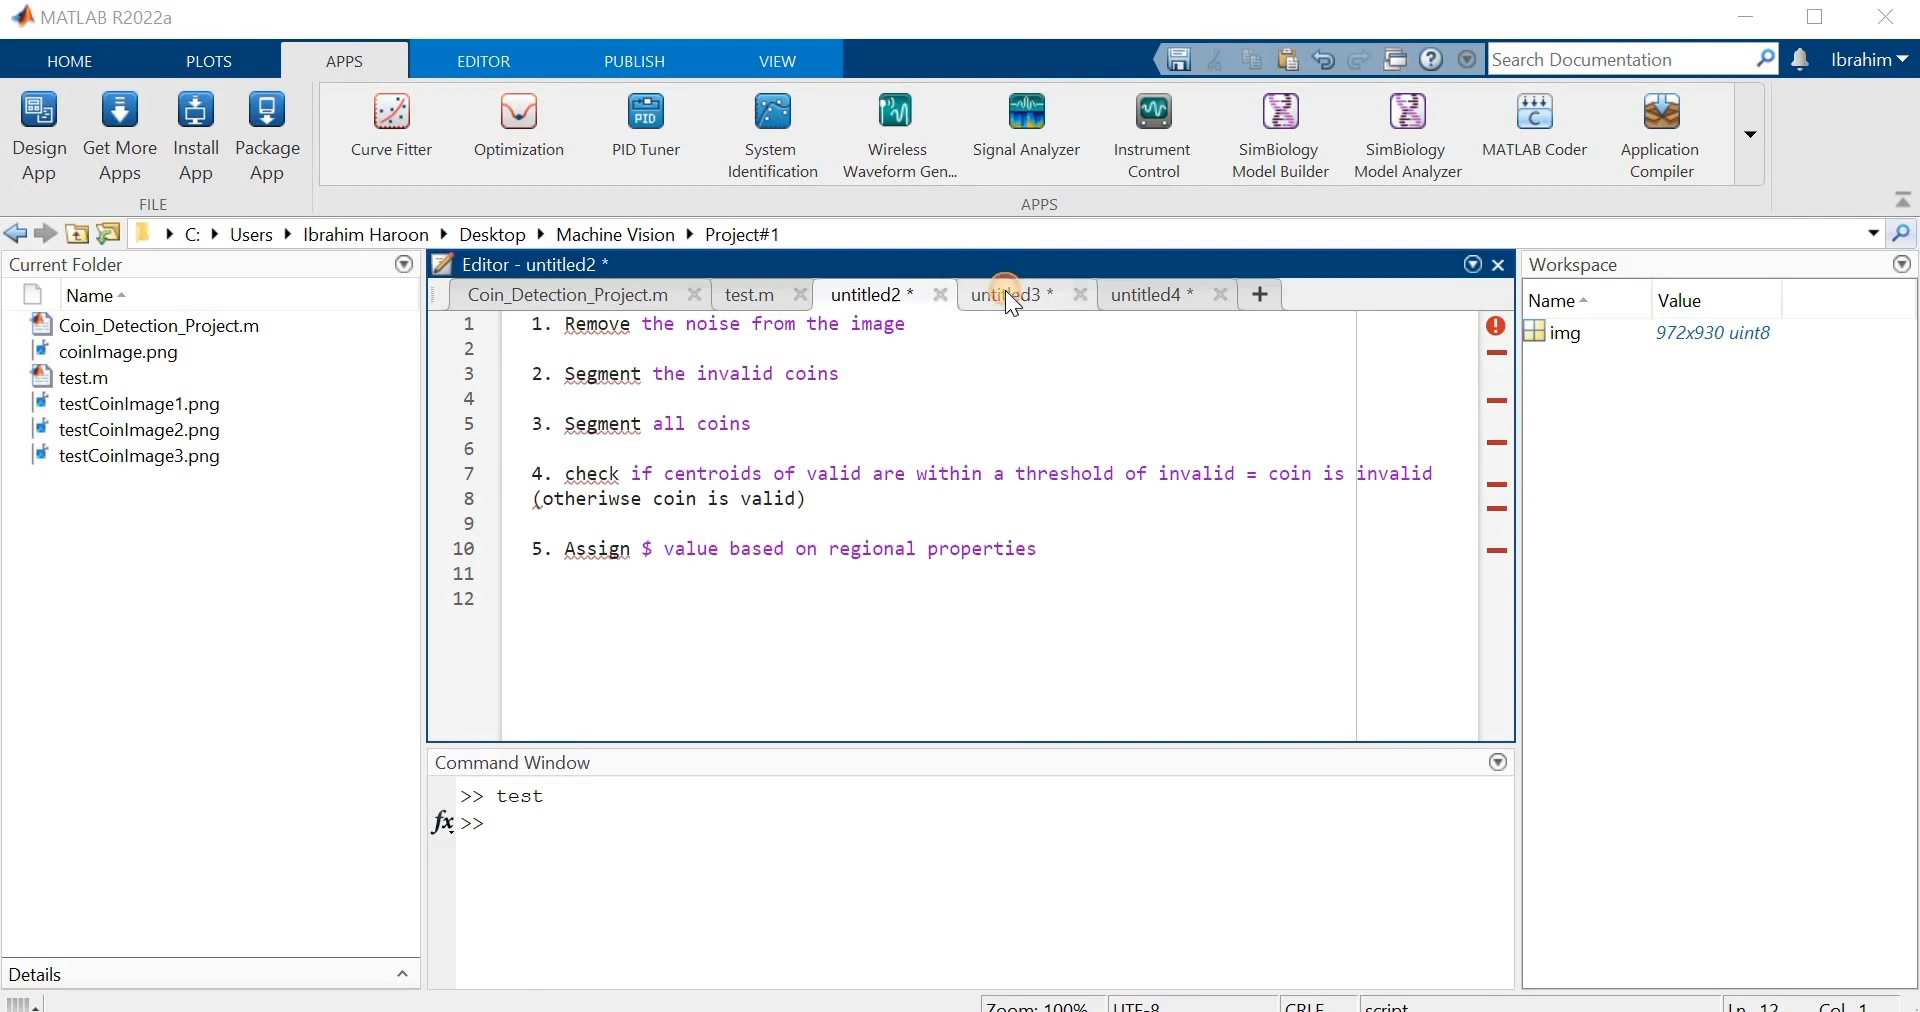 MATLAB R2022a
HOME PLOTS APPS EDITOR PUBLISH VIEW Search Documentation Ibrahim
Design App
Get More Apps
Install App
Package App
Curve Fitter
Optimization
PID Tuner
System Identification
Wireless Waveform Gen...
Signal Analyzer
Instrument Control
SimBiology Model Builder
SimBiology Model Analyzer
MATLAB Coder
Application Compiler
FILE APPS
C: Users Ibrahim Haroon Desktop Machine Vision Project#1
Current Folder
Name
Coin_Detection_Project.m
coinImage.png
test.m
testCoinImage1.png
testCoinImage2.png
testCoinImage3.png
Details
Editor - untitled2 *
Coin_Detection_Project.m test.m untitled2 * untitled3 * untitled4 * +
1 1. Remove the noise from the image
2
3 2. Segment the invalid coins
4
5 3. Segment all coins
6
7 4. check if centroids of valid are within a threshold of invalid = coin is invalid
8 (otheriwse coin is valid)
9
10 5. Assign $ value based on regional properties
11
12
Command Window
>> test
fx >>
Workspace
Name Value
img 972x930 uint8
Zoom: 100% UTF-8 CRLF script Ln 12 Col 1